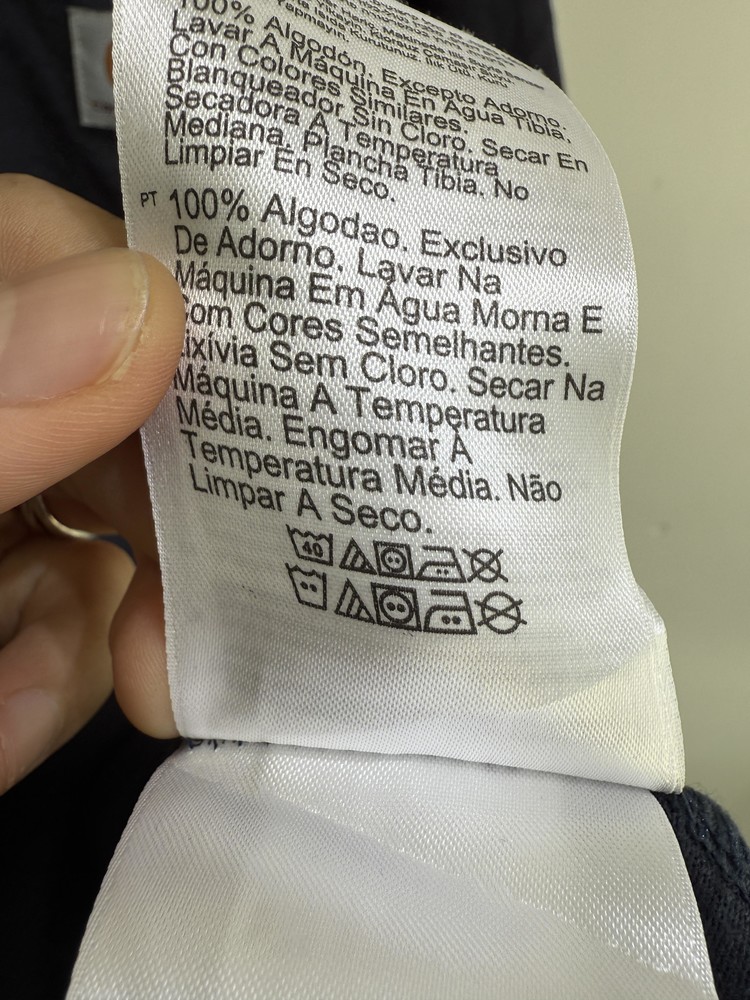 100% Algodón, Excepto Adorno.
Lavar A Máquina En Agua Tibia,
Con Colores Similares.
Blanqueador Sin Cloro. Secar En
Secadora A Temperatura
Mediana. Plancha Tibia. No
Limpiar En Seco.
PT 100% Algodao. Exclusivo
De Adorno. Lavar Na
Máquina Em Água Morna E
Com Cores Semelhantes.
Lixívia Sem Cloro. Secar Na
Máquina A Temperatura
Média. Engomar À
Temperatura Média. Não
Limpar A Seco.
40